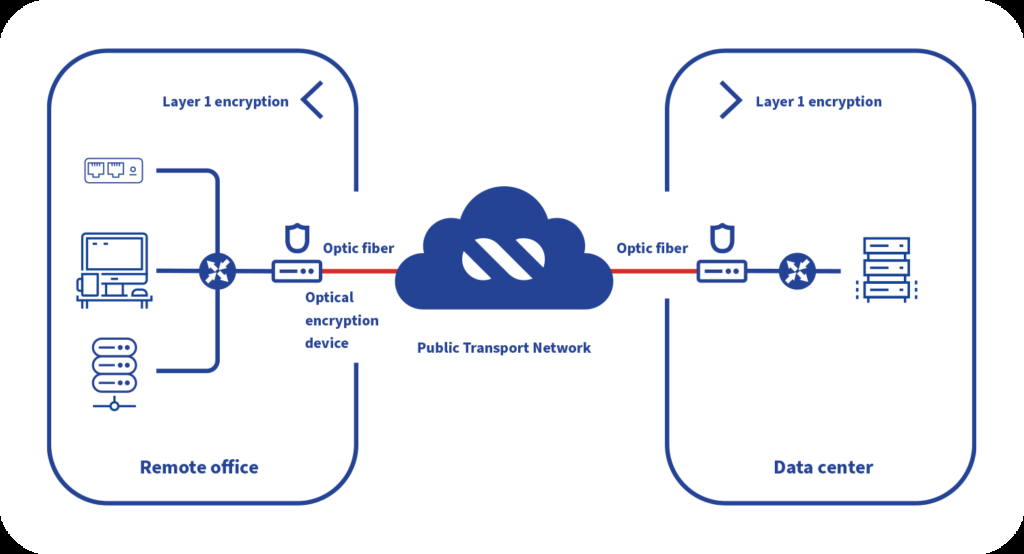 Layer 1 encryption
Layer 1 encryption
Optic fiber
Optic fiber
Optical
encryption
device
Public Transport Network
Remote office
Data center